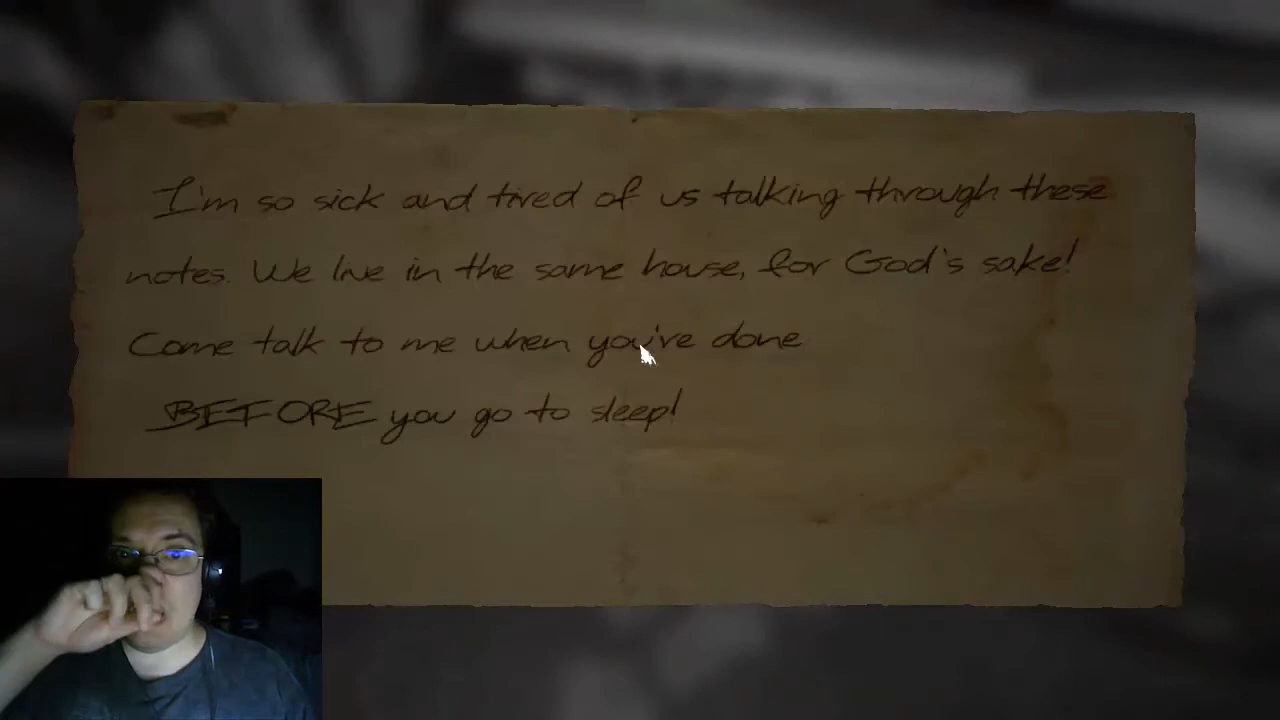 I'm so sick and tired of us talking through these
notes. We live in the same house, for God's sake!
Come talk to me when you're done
BEFORE you go to sleep!